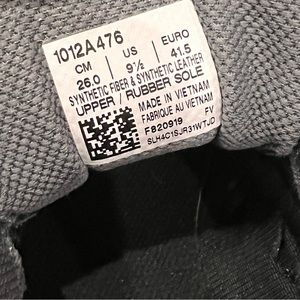 1012A476
CM US EURO
26.0 9½ 41.5
SYNTHETIC FIBER & SYNTHETIC LEATHER
UPPER / RUBBER SOLE
MADE IN VIETNAM
FABRIQUE AU VIETNAM
F820919 FV
SLH4C1SJR31WTJD